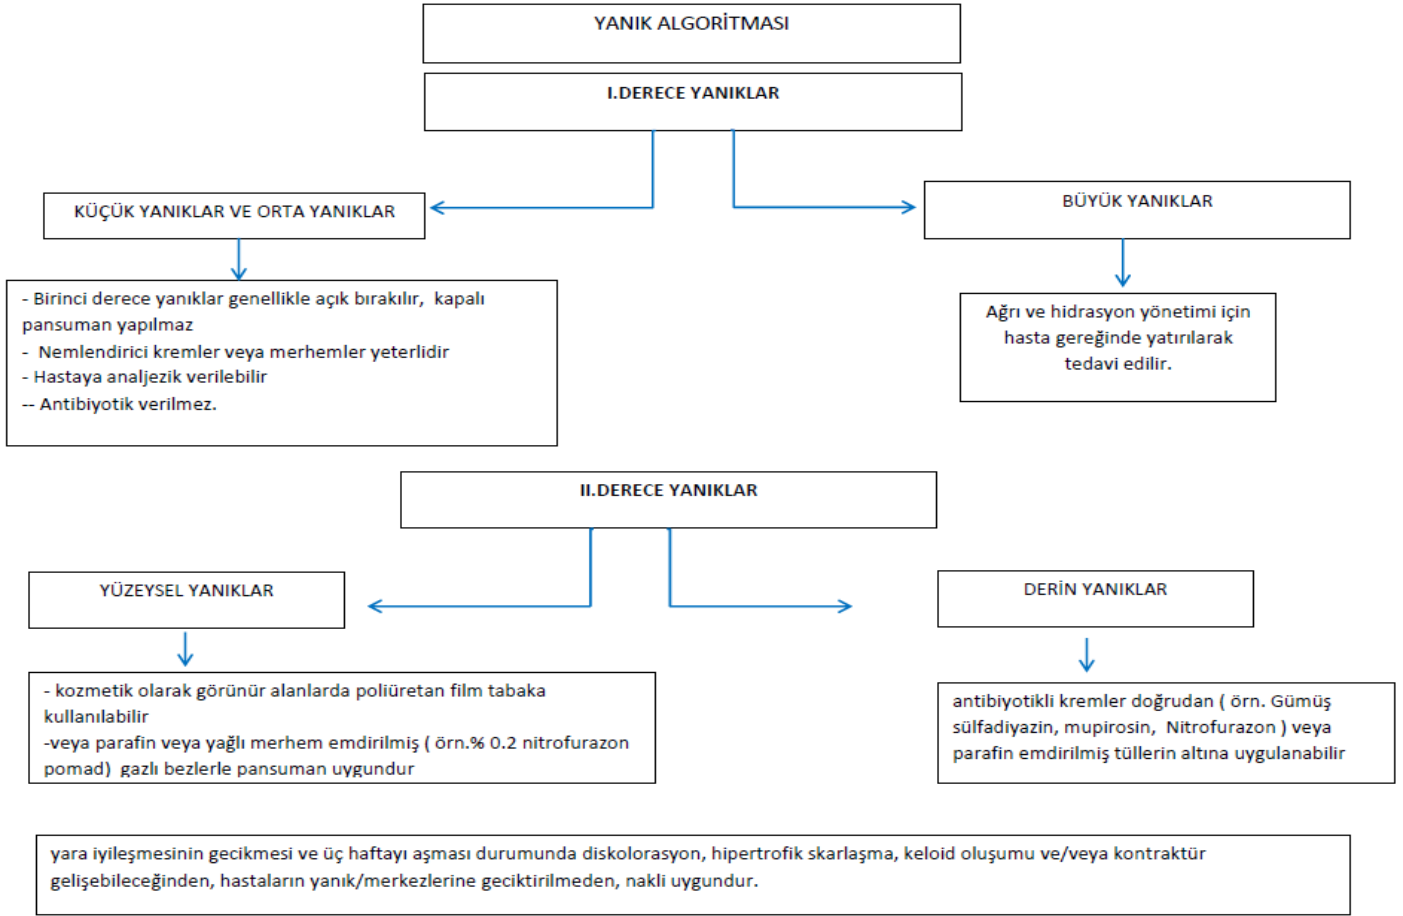 YANIK ALGORİTMASI
I.DERECE YANIKLAR
KÜÇÜK YANIKLAR VE ORTA YANIKLAR
BÜYÜK YANIKLAR
- Birinci derece yanıklar genellikle açık bırakılır, kapalı
pansuman yapılmaz
- Nemlendirici kremler veya merhemler yeterlidir
- Hastaya analjezik verilebilir
-- Antibiyotik verilmez.
Ağrı ve hidrasyon yönetimi için
hasta gereğinde yatırılarak
tedavi edilir.
II.DERECE YANIKLAR
YÜZEYSEL YANIKLAR
DERİN YANIKLAR
- kozmetik olarak görünür alanlarda poliüretan film tabaka
kullanılabilir
-veya parafin veya yağlı merhem emdirilmiş ( örn.% 0.2 nitrofurazon
pomad) gazlı bezlerle pansuman uygundur
antibiyotikli kremler doğrudan ( örn. Gümüş
sülfadiyazin, mupirosin, Nitrofurazon ) veya
parafin emdirilmiş tüllerin altına uygulanabilir
yara iyileşmesinin gecikmesi ve üç haftayı aşması durumunda diskolorasyon, hipertrofik skarlaşma, keloid oluşumu ve/veya kontraktür
gelişebileceğinden, hastaların yanık/merkezlerine geciktirilmeden, nakli uygundur.